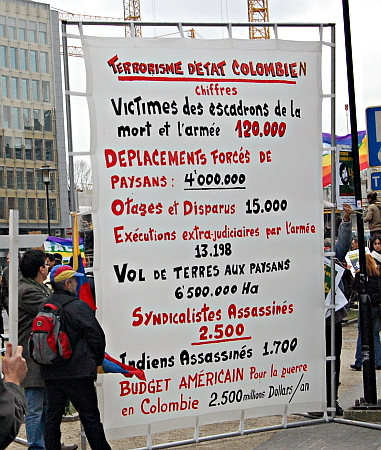 TERRORISME D'ETAT COLOMBIEN
Chiffres
VICTIMES des escadrons de la
mort et l'armée 120.000
DEPLACEMENTS FORCÉS DE
PAYSANS : 4'000.000
OTAGES et DISPARUS 15.000
Exécutions extra-judiciaires par l'armée
13.198
VOL DE TERRES AUX PAYSANS
6'500.000 Ha
SYNDICALISTES ASSASSINÉS
2.500
INDIENS ASSASSINÉS 1.700
BUDGET AMÉRICAIN Pour la guerre
en Colombie 2.500 millions Dollars/an